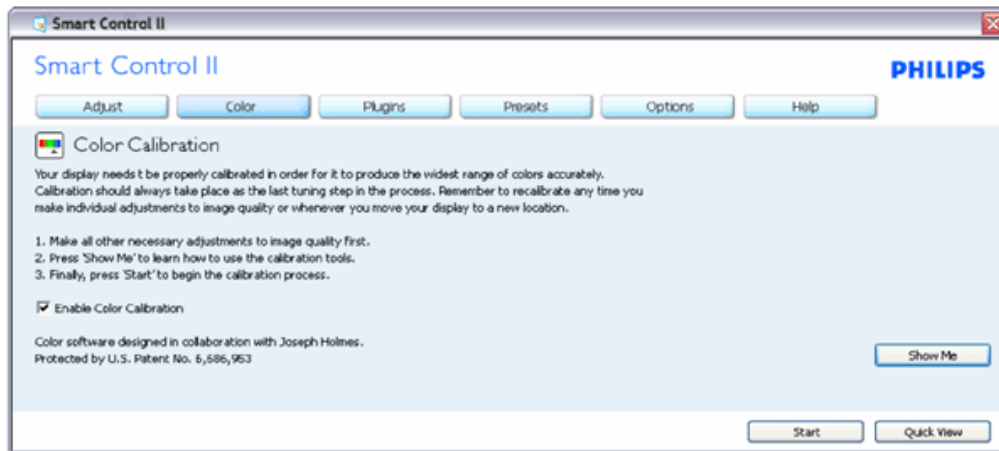 Smart Control II
Smart Control II
PHILIPS
Adjust Color Plugins Presets Options Help
Color Calibration
Your display needs t be properly calibrated in order for it to produce the widest range of colors accurately.
Calibration should always take place as the last tuning step in the process. Remember to recalibrate any time you
make individual adjustments to image quality or whenever you move your display to a new location.
1. Make all other necessary adjustments to image quality first.
2. Press 'Show Me' to learn how to use the calibration tools.
3. Finally, press 'Start' to begin the calibration process.
Enable Color Calibration
Color software designed in collaboration with Joseph Holmes.
Protected by U.S. Patent No. 6,686,953
Show Me
Start Quick View